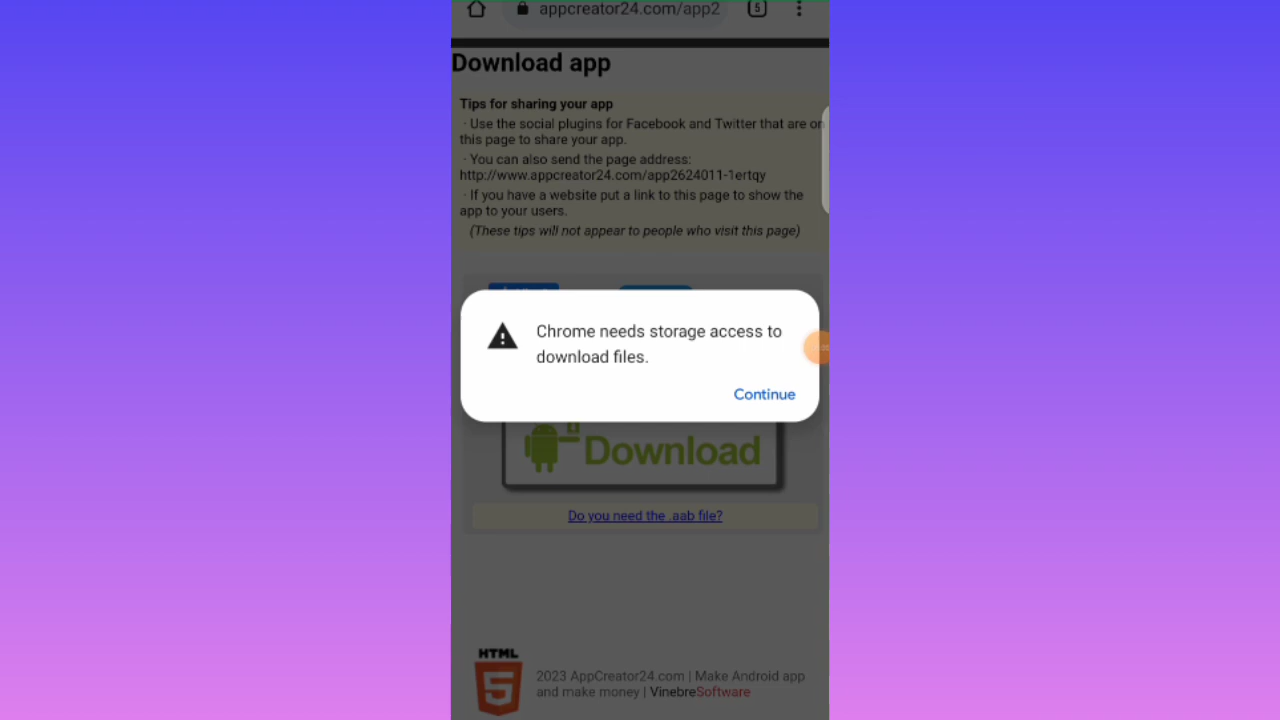 appcreator24.com/app2
5
Download app
Tips for sharing your app
· Use the social plugins for Facebook and Twitter that are on
this page to share your app.
· You can also send the page address:
http://www.appcreator24.com/app2624011-1ertqy
· If you have a website put a link to this page to show the
app to your users.
(These tips will not appear to people who visit this page)
Chrome needs storage access to
download files.
Continue
Download
Do you need the .aab file?
HTML
5
2023 AppCreator24.com | Make Android app
and make money | VinebreSoftware